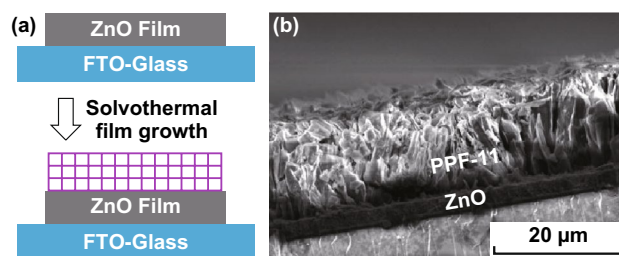 (a)
ZnO Film
FTO-Glass
Solvothermal
film growth
ZnO Film
FTO-Glass
(b)
PPF-11
ZnO
20 µm